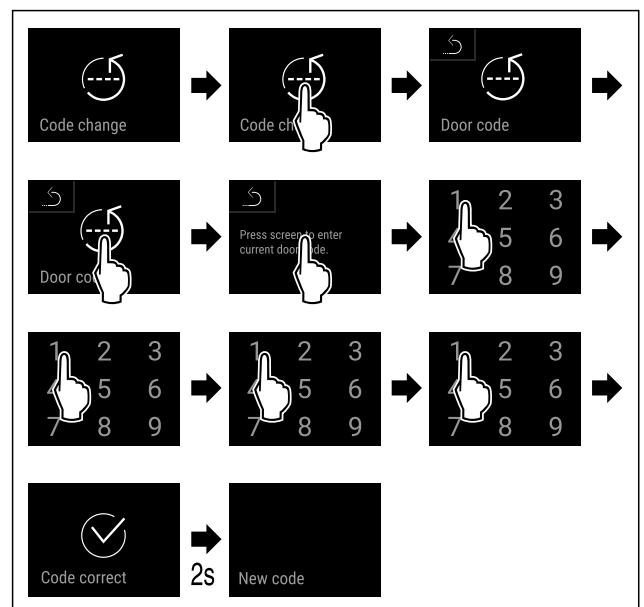 Code change
Code ch
Door code
Door co
Press screen to enter
current door  de.
1 2 3
5 6
7 8 9
1 2 3
5 6
7 8 9
1 2 3
5 6
7 8 9
1 2 3
5 6
7 8 9
Code correct
2s
New code